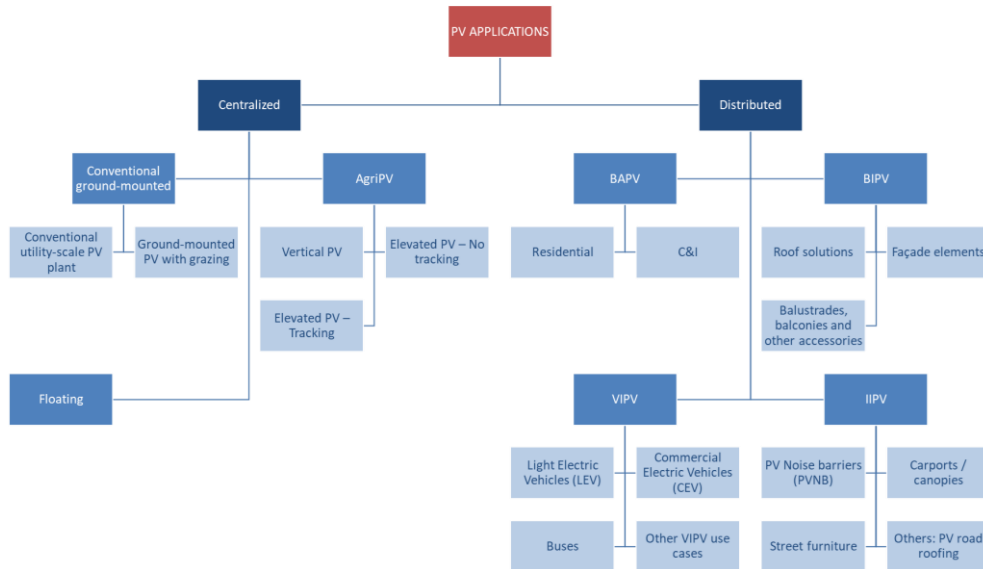 PV APPLICATIONS
Centralized
Distributed
Conventional
ground-mounted
AgriPV
BAPV
BIPV
Conventional
utility-scale PV
plant
Ground-mounted
PV with grazing
Vertical PV
Elevated PV – No
tracking
Residential
C&I
Roof solutions
Façade elements
Elevated PV –
Tracking
Balustrades,
balconies and
other accessories
Floating
VIPV
IIPV
Light Electric
Vehicles (LEV)
Commercial
Electric Vehicles
(CEV)
PV Noise barriers
(PVNB)
Carports /
canopies
Buses
Other VIPV use
cases
Street furniture
Others: PV road
roofing